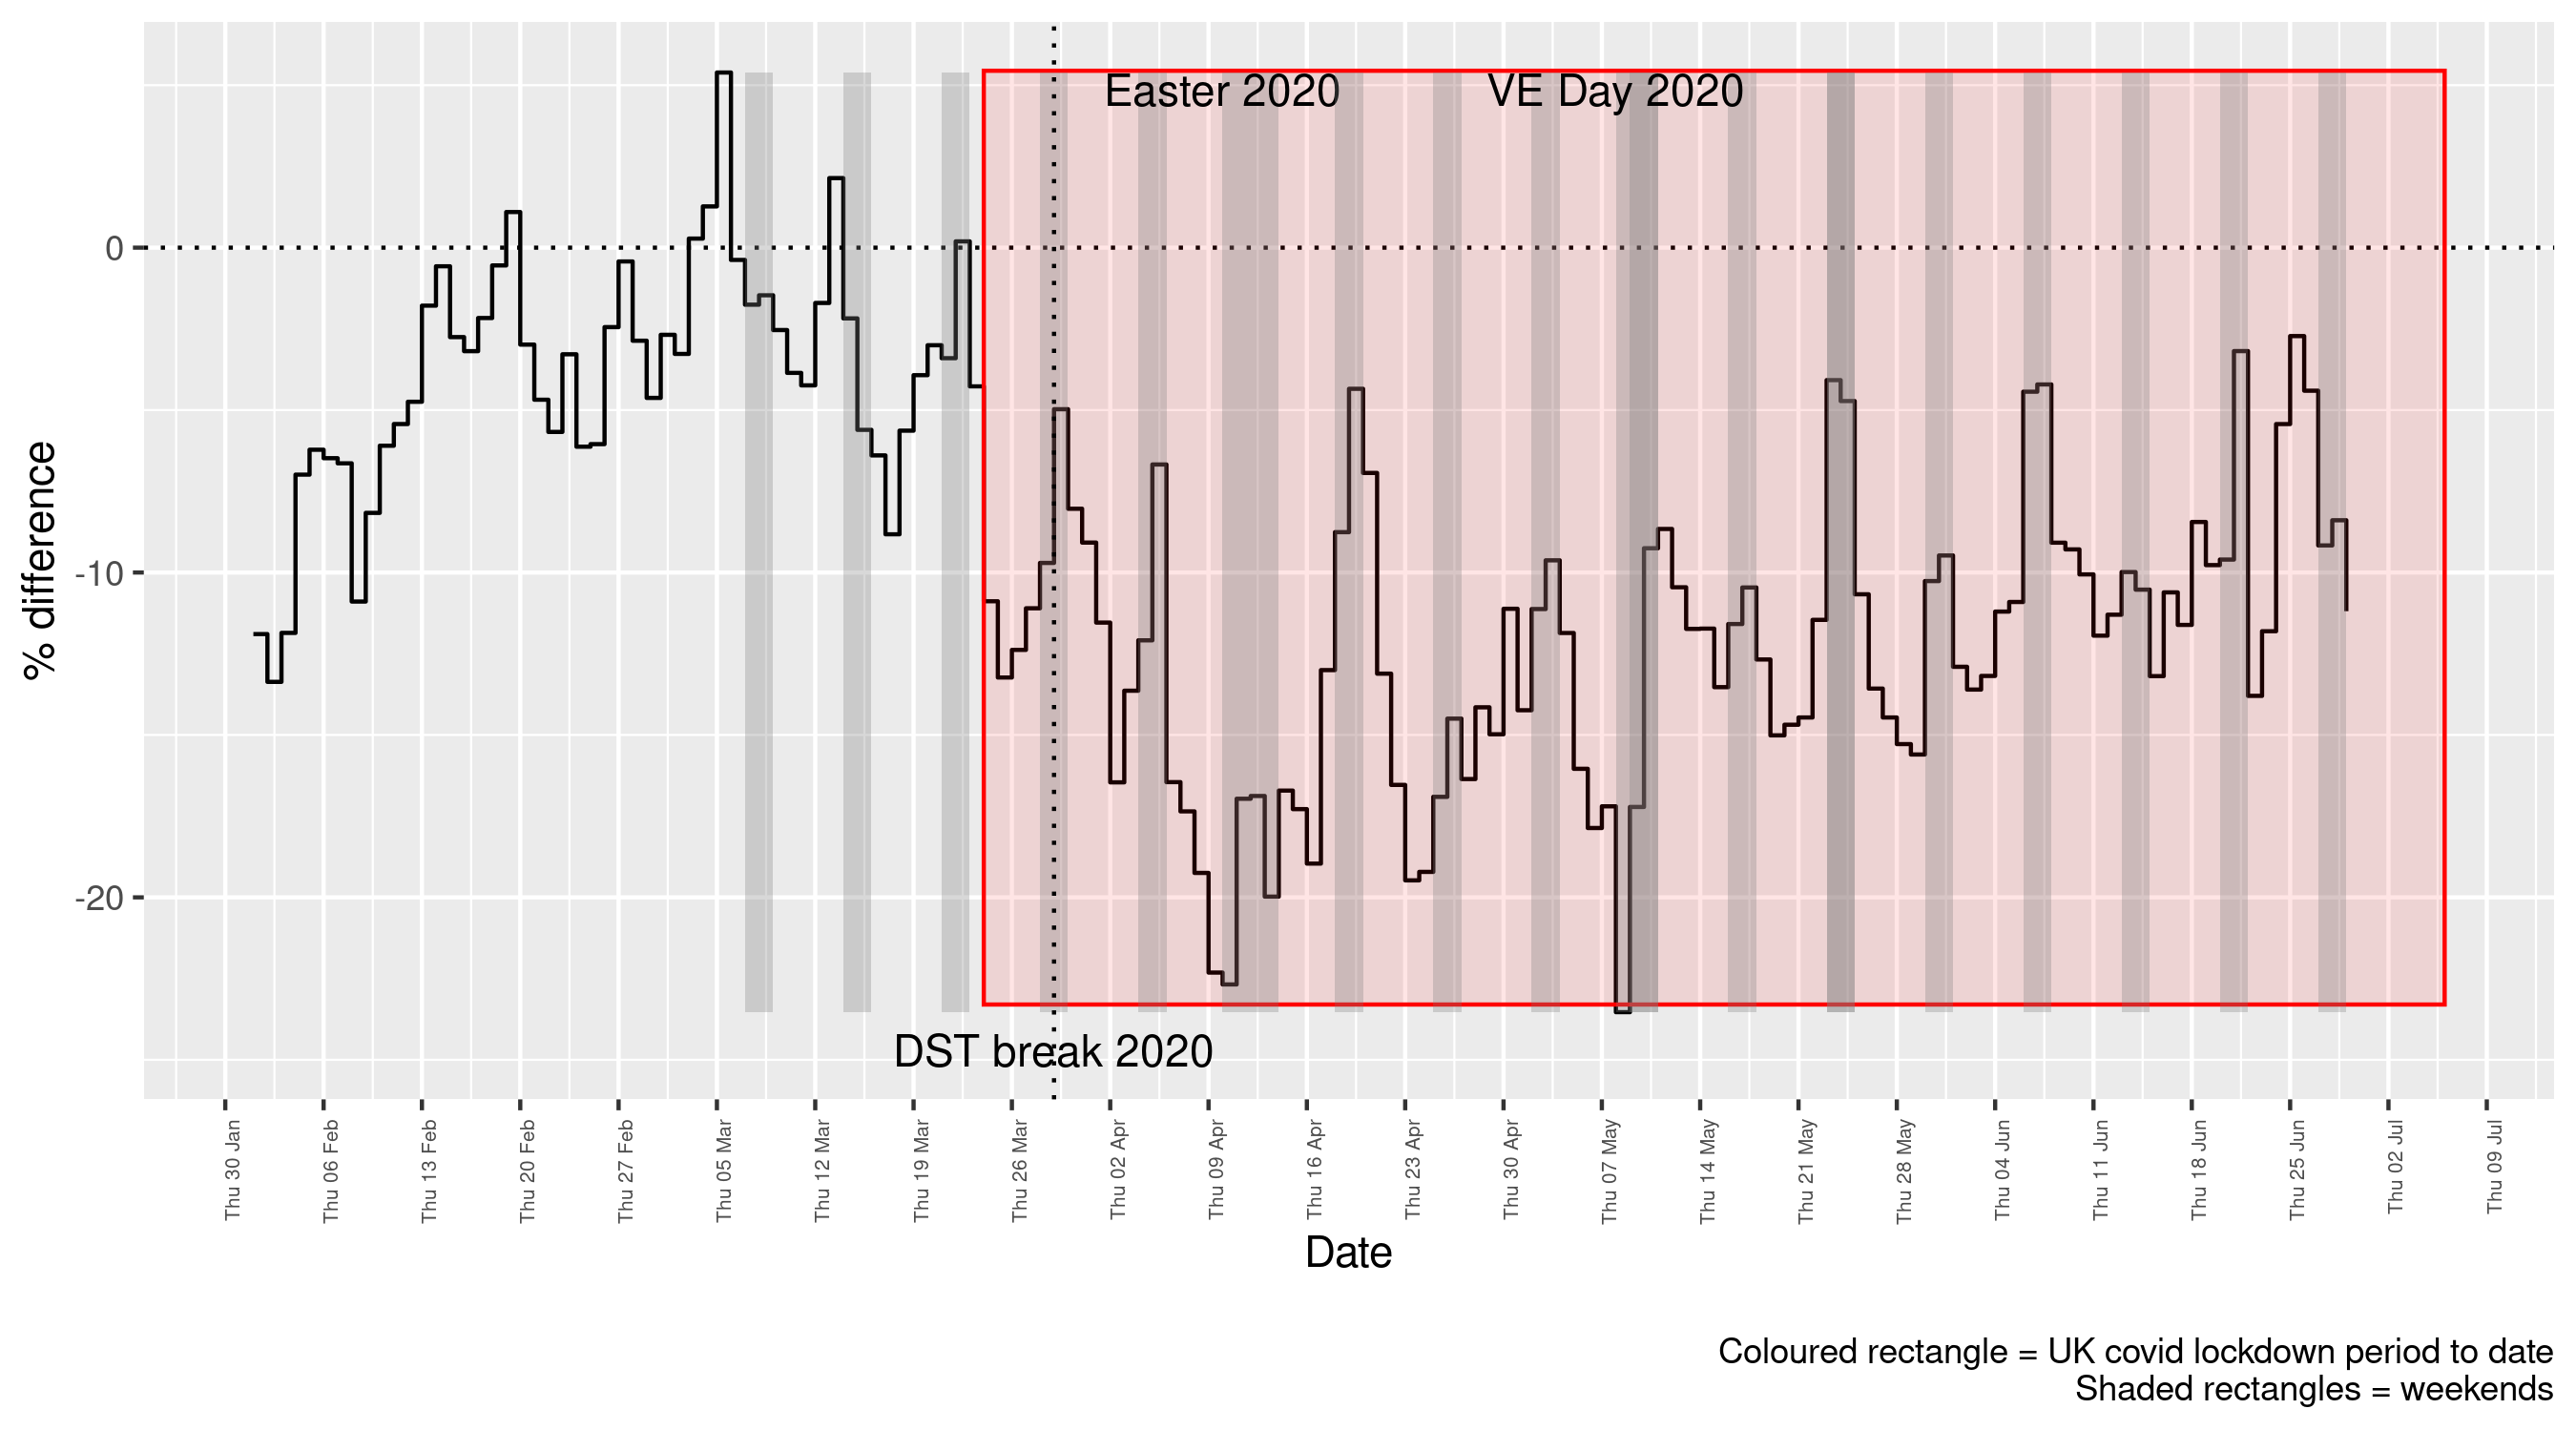 Easter 2020
VE Day 2020
0
-10
-20
% difference
DST break 2020
Thu 30 Jan
Thu 06 Feb
Thu 13 Feb
Thu 20 Feb
Thu 27 Feb
Thu 05 Mar
Thu 12 Mar
Thu 19 Mar
Thu 26 Mar
Thu 02 Apr
Thu 09 Apr
Thu 16 Apr
Thu 23 Apr
Thu 30 Apr
Thu 07 May
Thu 14 May
Thu 21 May
Thu 28 May
Thu 04 Jun
Thu 11 Jun
Thu 18 Jun
Thu 25 Jun
Thu 02 Jul
Thu 09 Jul
Date
Coloured rectangle = UK covid lockdown period to date
Shaded rectangles = weekends